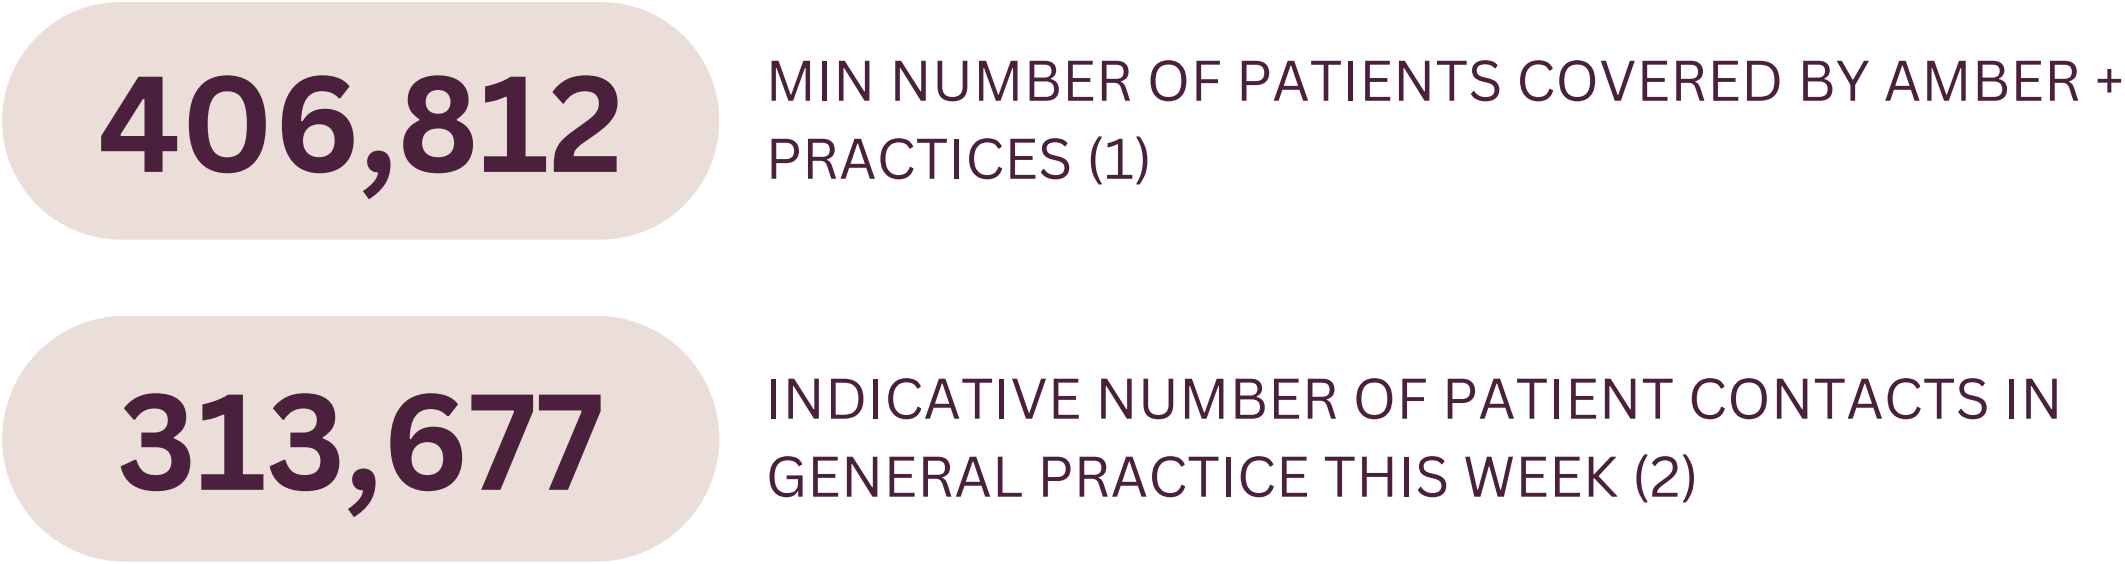 406,812
MIN NUMBER OF PATIENTS COVERED BY AMBER +
PRACTICES (1)
313,677
INDICATIVE NUMBER OF PATIENT CONTACTS IN
GENERAL PRACTICE THIS WEEK (2)